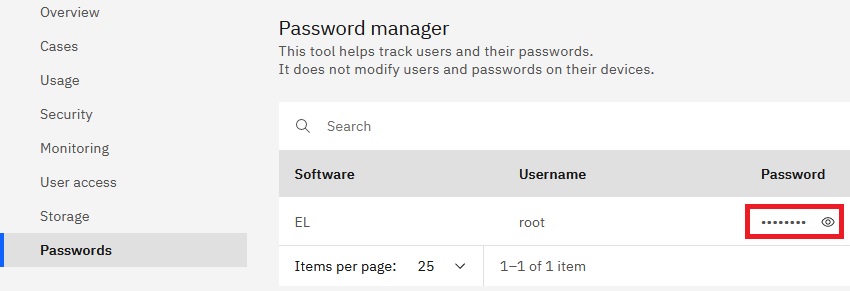 Overview
Cases
Usage
Security
Monitoring
User access
Storage
Passwords
Password manager
This tool helps track users and their passwords.
It does not modify users and passwords on their devices.
Search
Software Username Password
EL root ••••••••
Items per page: 25 1–1 of 1 item